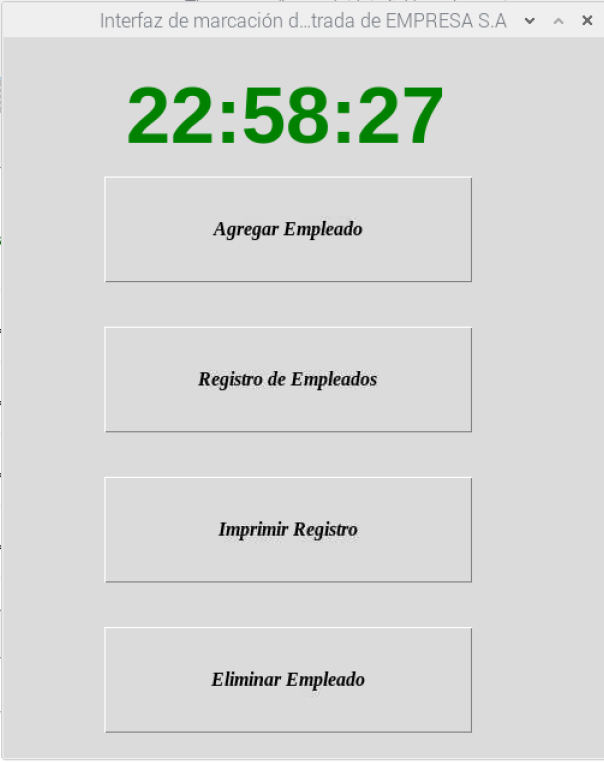 Interfaz de marcación d...trada de EMPRESA S.A
22:58:27
Agregar Empleado
Registro de Empleados
Imprimir Registro
Eliminar Empleado